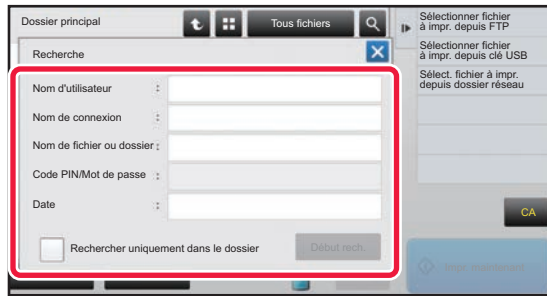 Dossier principal
Tous fichiers
Sélectionner fichier
à impr. depuis FTP
Sélectionner fichier
à impr. depuis clé USB
Sélect. fichier à impr.
depuis dossier réseau
Recherche
Nom d'utilisateur :
Nom de connexion :
Nom de fichier ou dossier :
Code PIN/Mot de passe :
Date :
Rechercher uniquement dans le dossier
Début rech.
CA